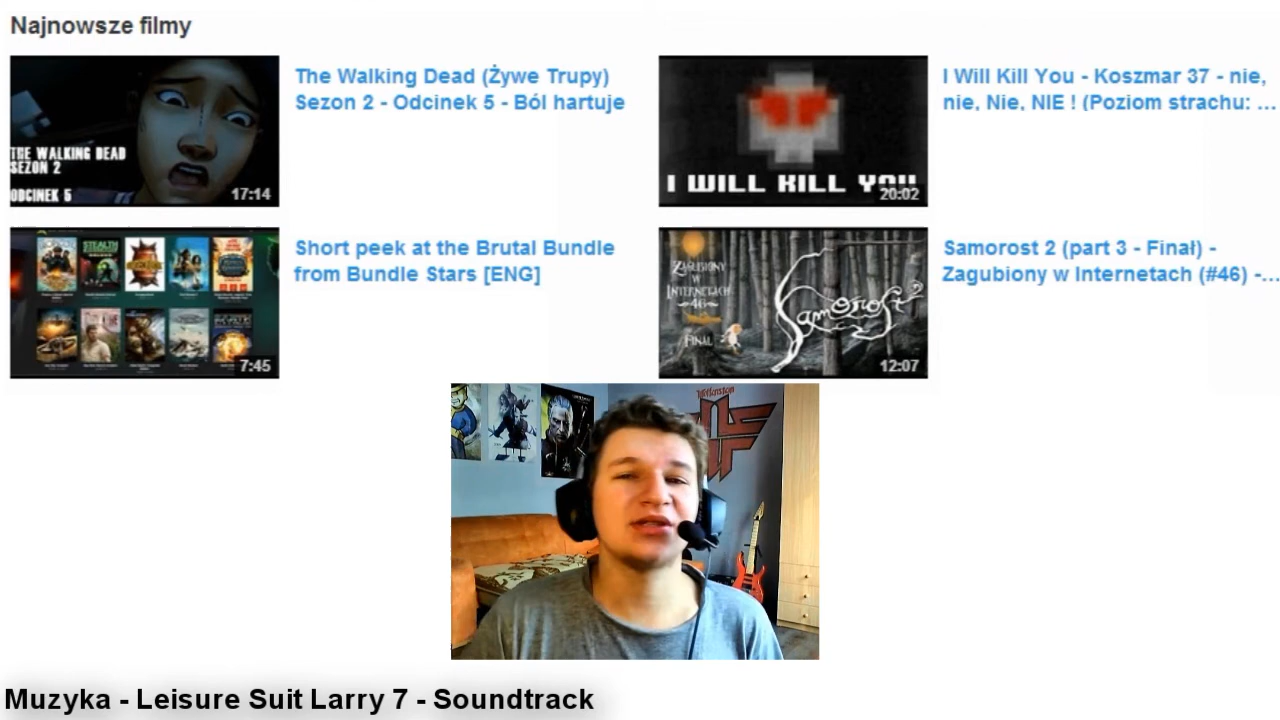 Najnowsze filmy
The Walking Dead (Żywe Trupy)
Sezon 2 - Odcinek 5 - Ból hartuje
THE WALKING DEAD
SEZON 2
ODCINEK 5
17:14
I Will Kill You - Koszmar 37 - nie,
nie, Nie, NIE ! (Poziom strachu: ...
I WILL KILL YOU
20:02
Short peek at the Brutal Bundle
from Bundle Stars [ENG]
STEALTH
7:45
Samorost 2 (part 3 - Finał) -
Zagubiony w Internetach (#46) -...
ZAGUBIONY
W
INTERNETACH
~46~
FINAŁ
Samorost 2
12:07
Wolfenstein
Muzyka - Leisure Suit Larry 7 - Soundtrack